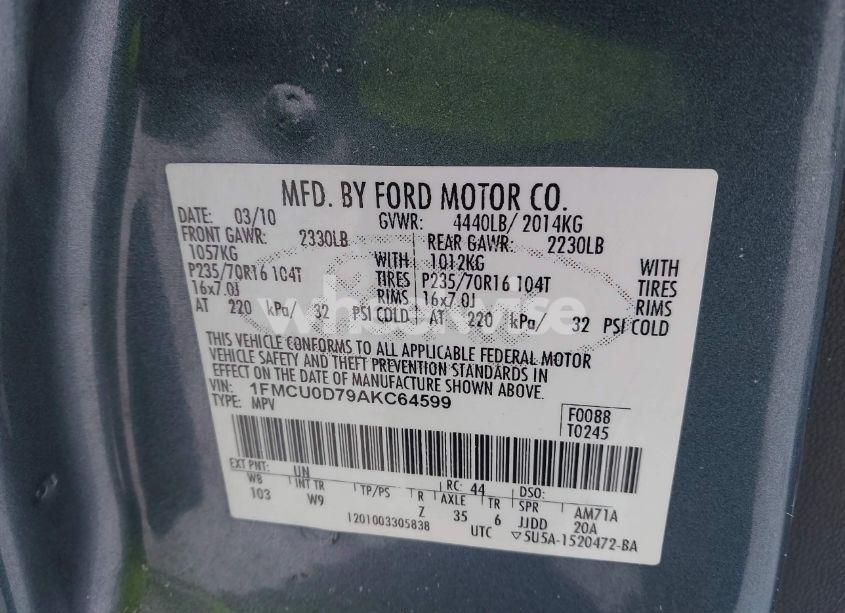 MFD. BY FORD MOTOR CO.
DATE: 03/10 GVWR: 4440LB/ 2014KG
FRONT GAWR: 2330LB REAR GAWR: 2230LB
1057KG WITH 1012KG WITH
P235/70R16 104T TIRES P235/70R16 104T TIRES
16x7.0J RIMS 16x7.0J RIMS
AT 220 kPa/ 32 PSI COLD AT 220 kPa/ 32 PSI COLD
wheelwise
THIS VEHICLE CONFORMS TO ALL APPLICABLE FEDERAL MOTOR
VEHICLE SAFETY AND THEFT PREVENTION STANDARDS IN
EFFECT ON THE DATE OF MANUFACTURE SHOWN ABOVE.
VIN: 1FMCU0D79AKC64599
TYPE: MPV
F0088
T0245
EXT PNT: UN RC: 44 DSO:
WB INT TR TP/PS R AXLE TR SPR AM71A
103 W9 Z 35 6 JJDD 20A
1201003305838 UTC ▽5U5A-1520472-BA